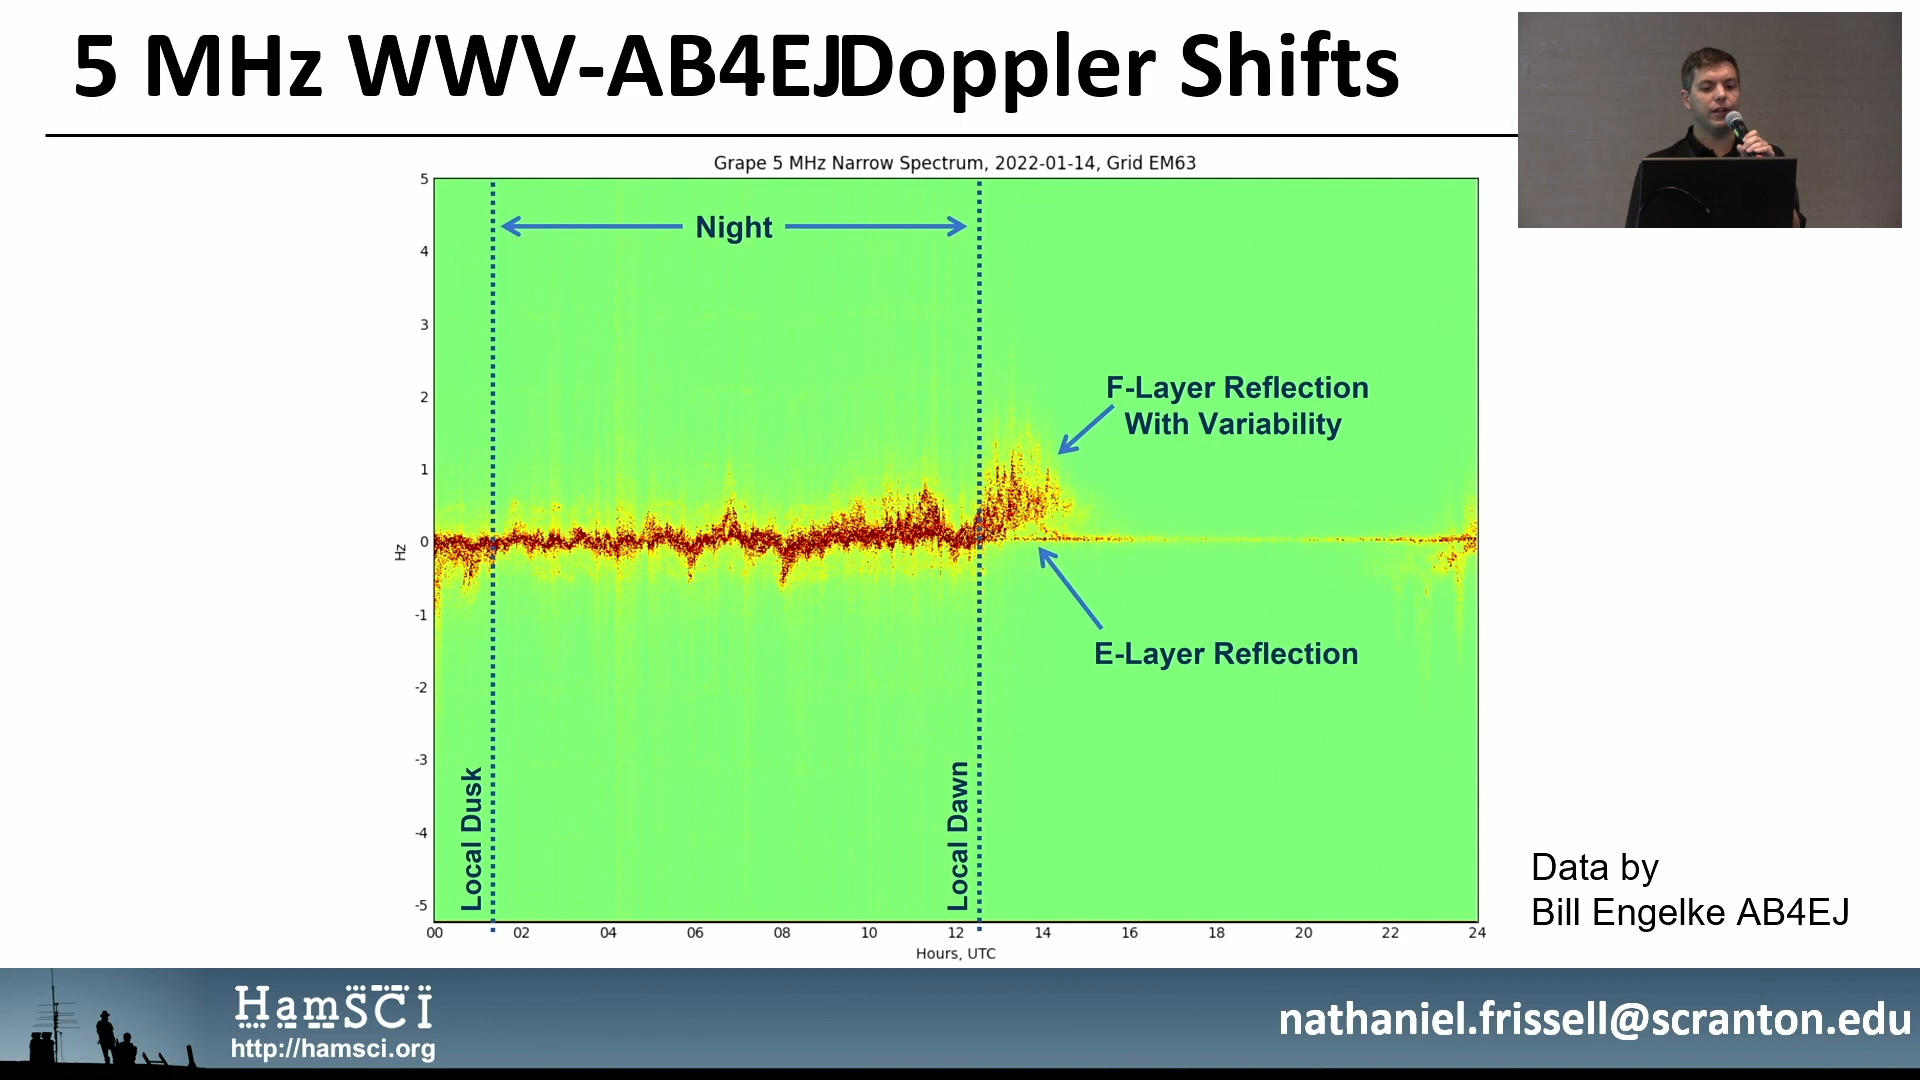 5 MHz WWV-AB4EJDoppler Shifts
Grape 5 MHz Narrow Spectrum, 2022-01-14, Grid EM63
5
4
3
2
1
0
-1
-2
-3
-4
-5
Hz
Night
F-Layer Reflection
With Variability
E-Layer Reflection
Local Dusk
Local Dawn
00 02 04 06 08 10 12 14 16 18 20 22 24
Hours, UTC
Data by
Bill Engelke AB4EJ
HamSCI
http://hamsci.org
nathaniel.frissell@scranton.edu